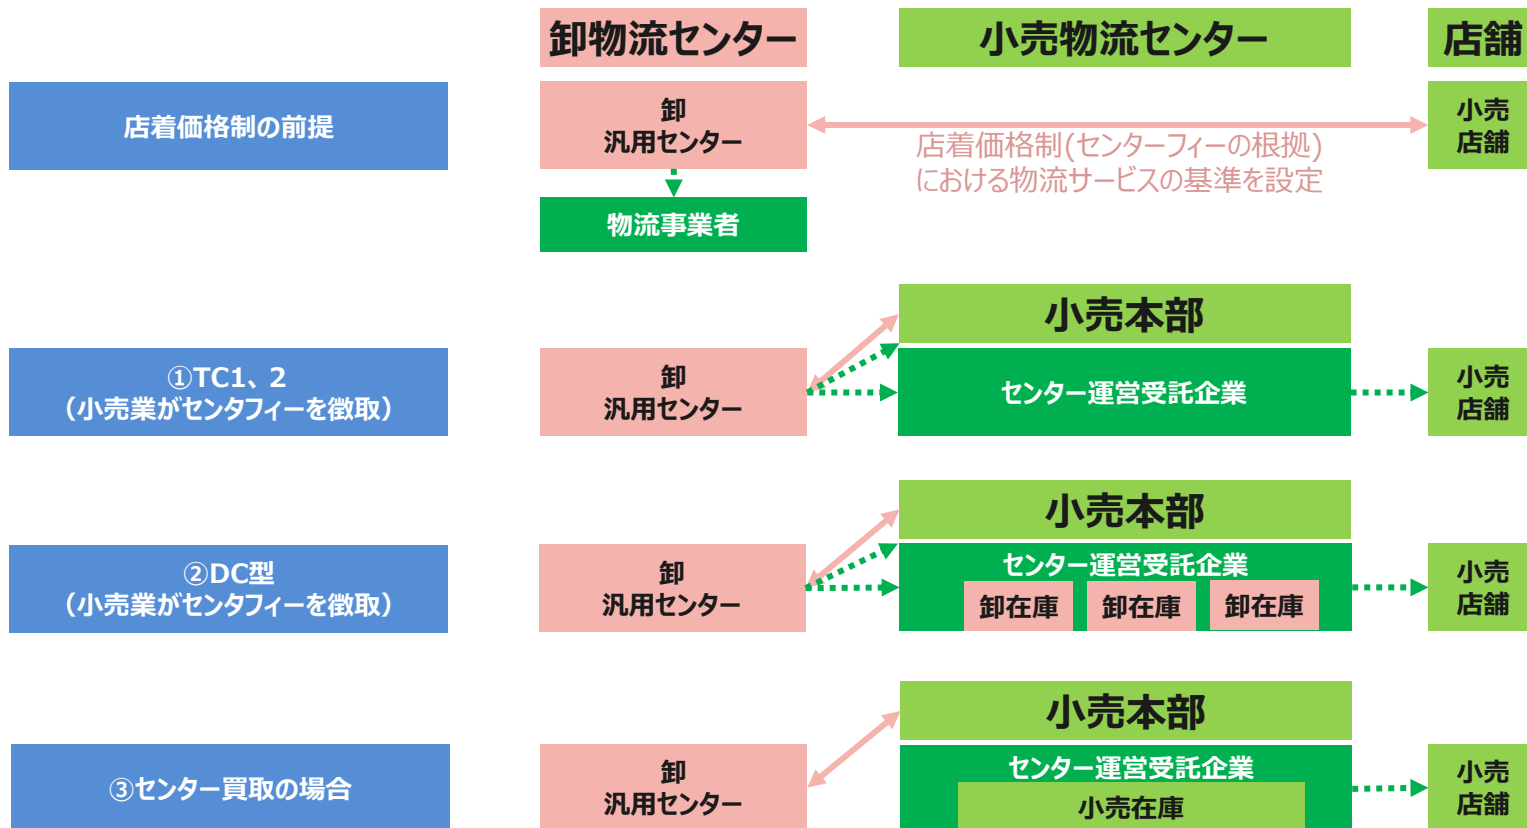 卸物流センター
小売物流センター
店舗
店着価格制の前提
卸
汎用センター
店着価格制(センターフィーの根拠)
における物流サービスの基準を設定
小売
店舗
物流事業者
①TC1、2
（小売業がセンタフィーを徴取）
卸
汎用センター
小売本部
センター運営受託企業
小売
店舗
②DC型
（小売業がセンタフィーを徴取）
卸
汎用センター
小売本部
センター運営受託企業
卸在庫
卸在庫
卸在庫
小売
店舗
③センター買取の場合
卸
汎用センター
小売本部
センター運営受託企業
小売在庫
小売
店舗